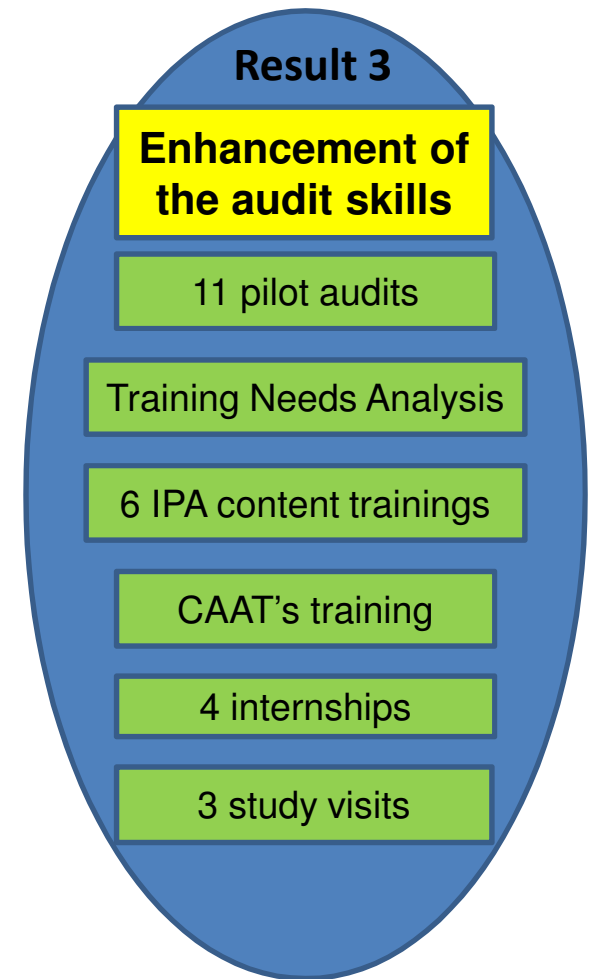 Result 3
Enhancement of
the audit skills
11 pilot audits
Training Needs Analysis
6 IPA content trainings
CAAT's training
4 internships
3 study visits